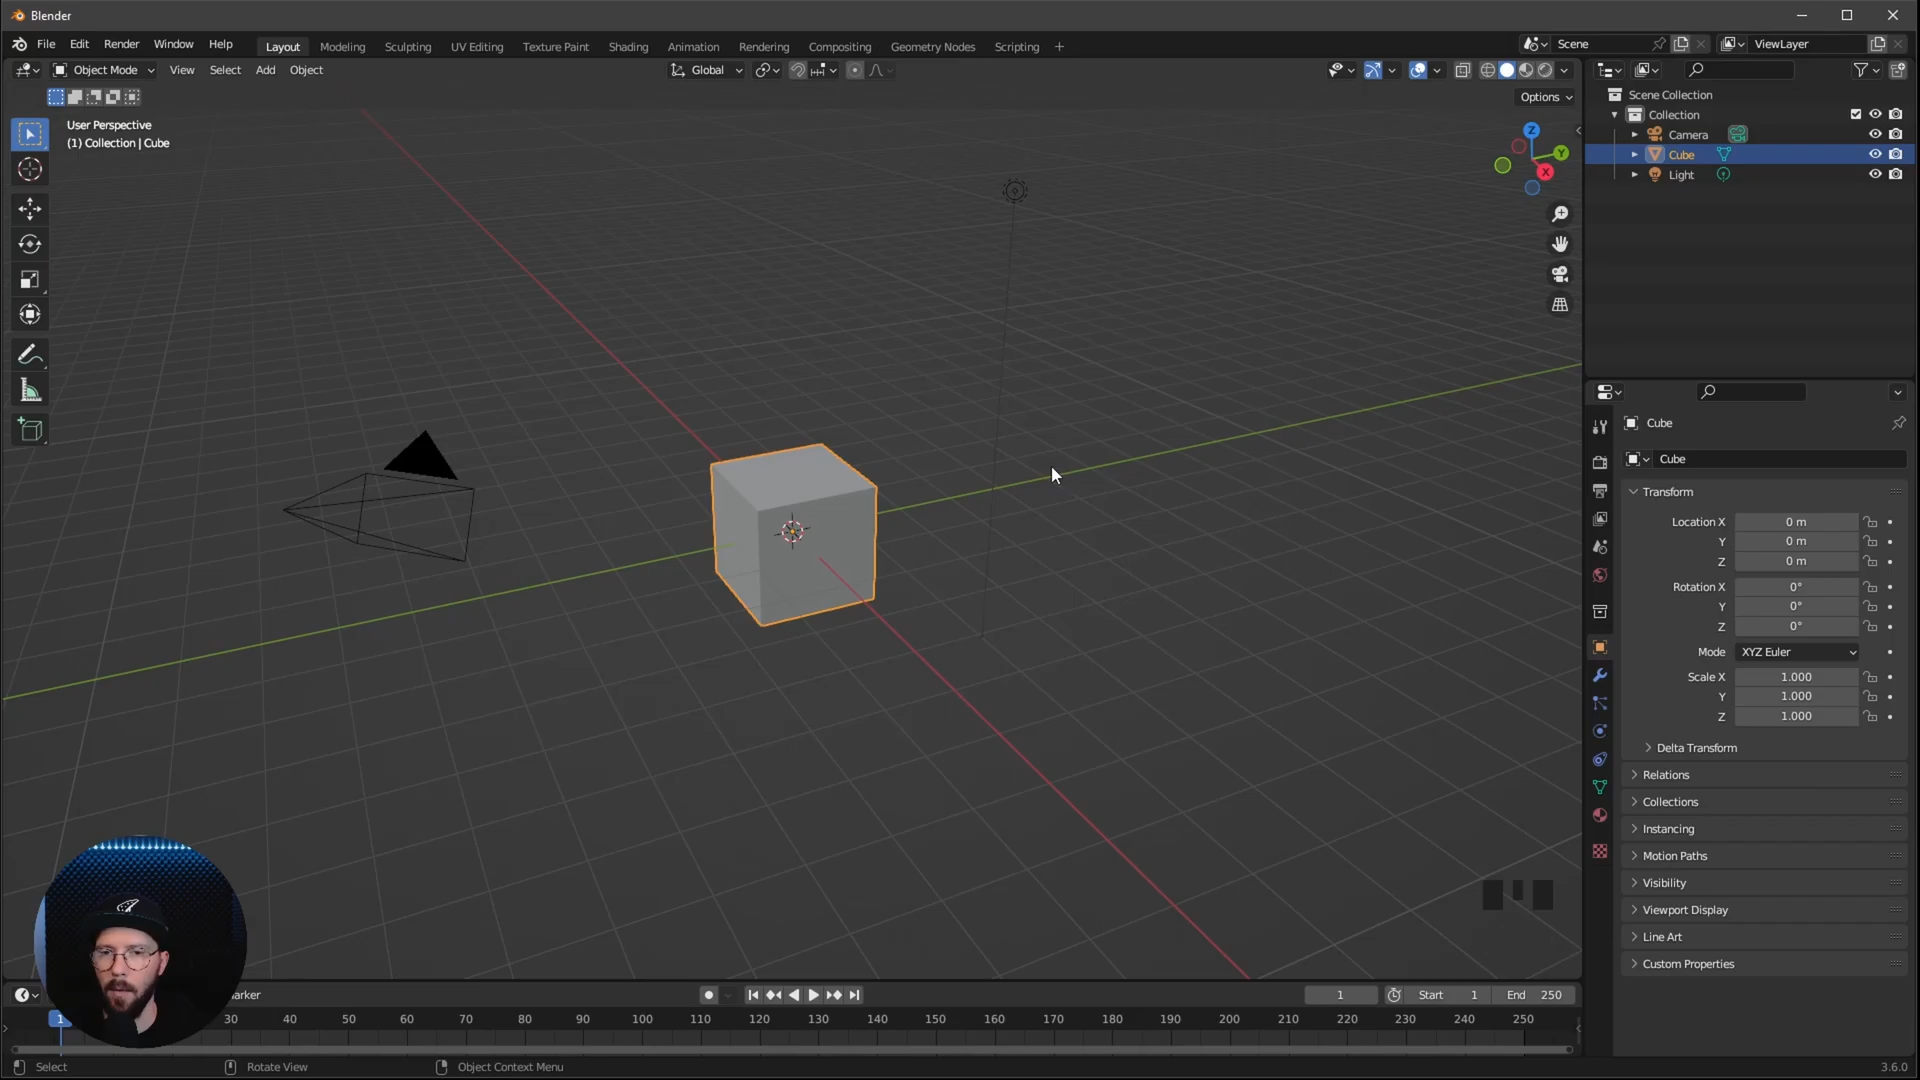 Blender
File Edit Render Window Help Layout Modeling Sculpting UV Editing Texture Paint Shading Animation Rendering Compositing Geometry Nodes Scripting + Scene ViewLayer
Object Mode View Select Add Object Global
Options
User Perspective
(1) Collection | Cube
Z
Y
X
Scene Collection
Collection
Camera
Cube
Light
Cube
Cube
Transform
Location X 0 m
Y 0 m
Z 0 m
Rotation X 0°
Y 0°
Z 0°
Mode XYZ Euler
Scale X 1.000
Y 1.000
Z 1.000
Delta Transform
Relations
Collections
Instancing
Motion Paths
Visibility
Viewport Display
Line Art
Custom Properties
arker 1 Start 1 End 250
1 30 40 50 60 70 80 90 100 110 120 130 140 150 160 170 180 190 200 210 220 230 240 250
Select Rotate View Object Context Menu 3.6.0